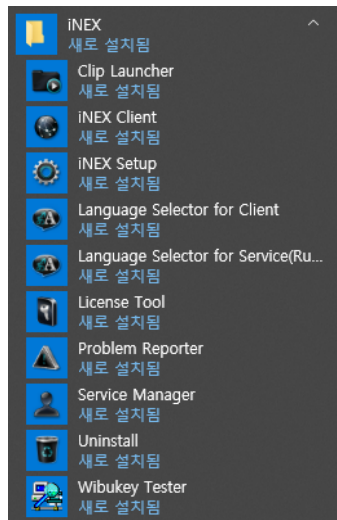 iNEX
새로 설치됨
Clip Launcher
새로 설치됨
iNEX Client
새로 설치됨
iNEX Setup
새로 설치됨
Language Selector for Client
새로 설치됨
Language Selector for Service(Ru...
새로 설치됨
License Tool
새로 설치됨
Problem Reporter
새로 설치됨
Service Manager
새로 설치됨
Uninstall
새로 설치됨
Wibukey Tester
새로 설치됨